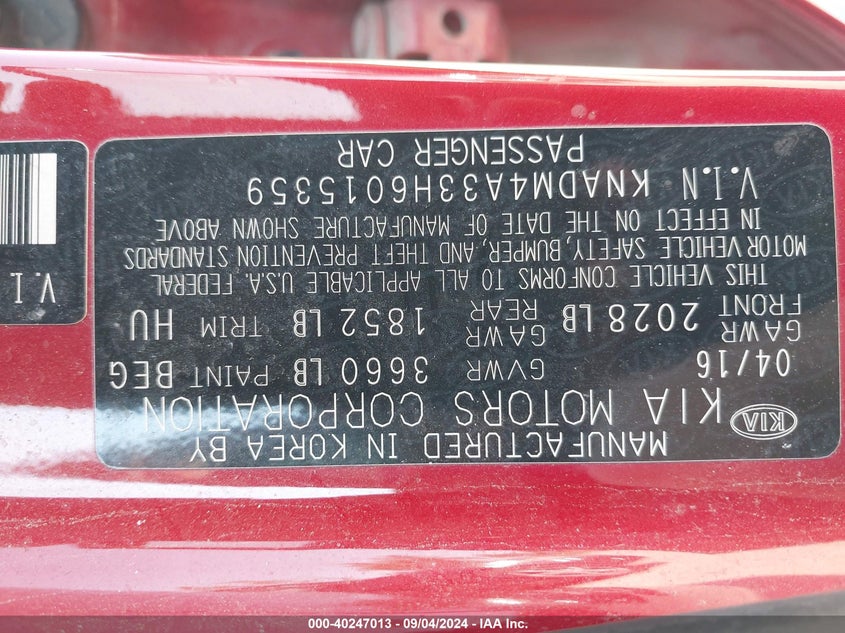 MANUFACTURED IN KOREA BY
KIA KIA MOTORS CORPORATION
04/16 GVWR 3660 LB PAINT BEG
GAWR FRONT 2028 LB GAWR REAR 1852 LB TRIM HU
THIS VEHICLE CONFORMS TO ALL APPLICABLE U.S.A. FEDERAL
MOTOR VEHICLE SAFETY, BUMPER, AND THEFT PREVENTION STANDARDS
IN EFFECT ON THE DATE OF MANUFACTURE SHOWN ABOVE
V.I.N KNADM4A33H6015359
PASSENGER CAR
V.I
000-40247013 - 09/04/2024 - IAA Inc.